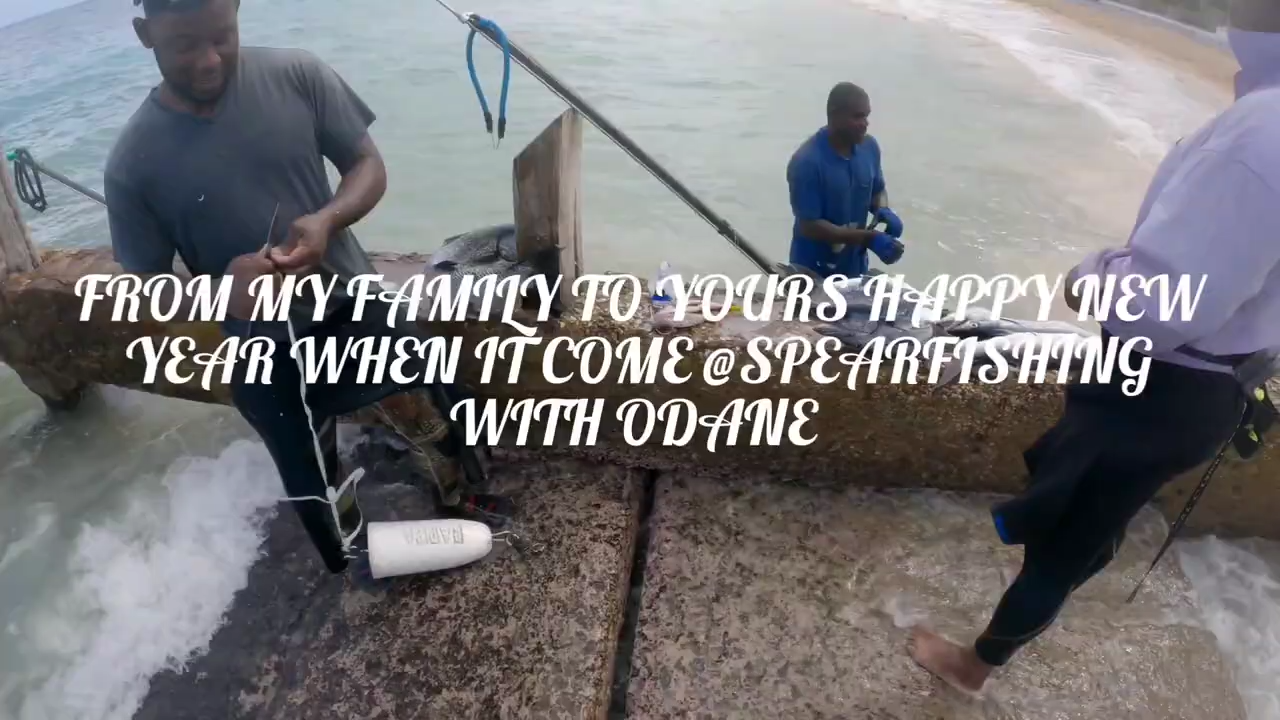 FROM MY FAMILY TO YOURS HAPPY NEW
YEAR WHEN IT COME @SPEARFISHING
WITH ODANE